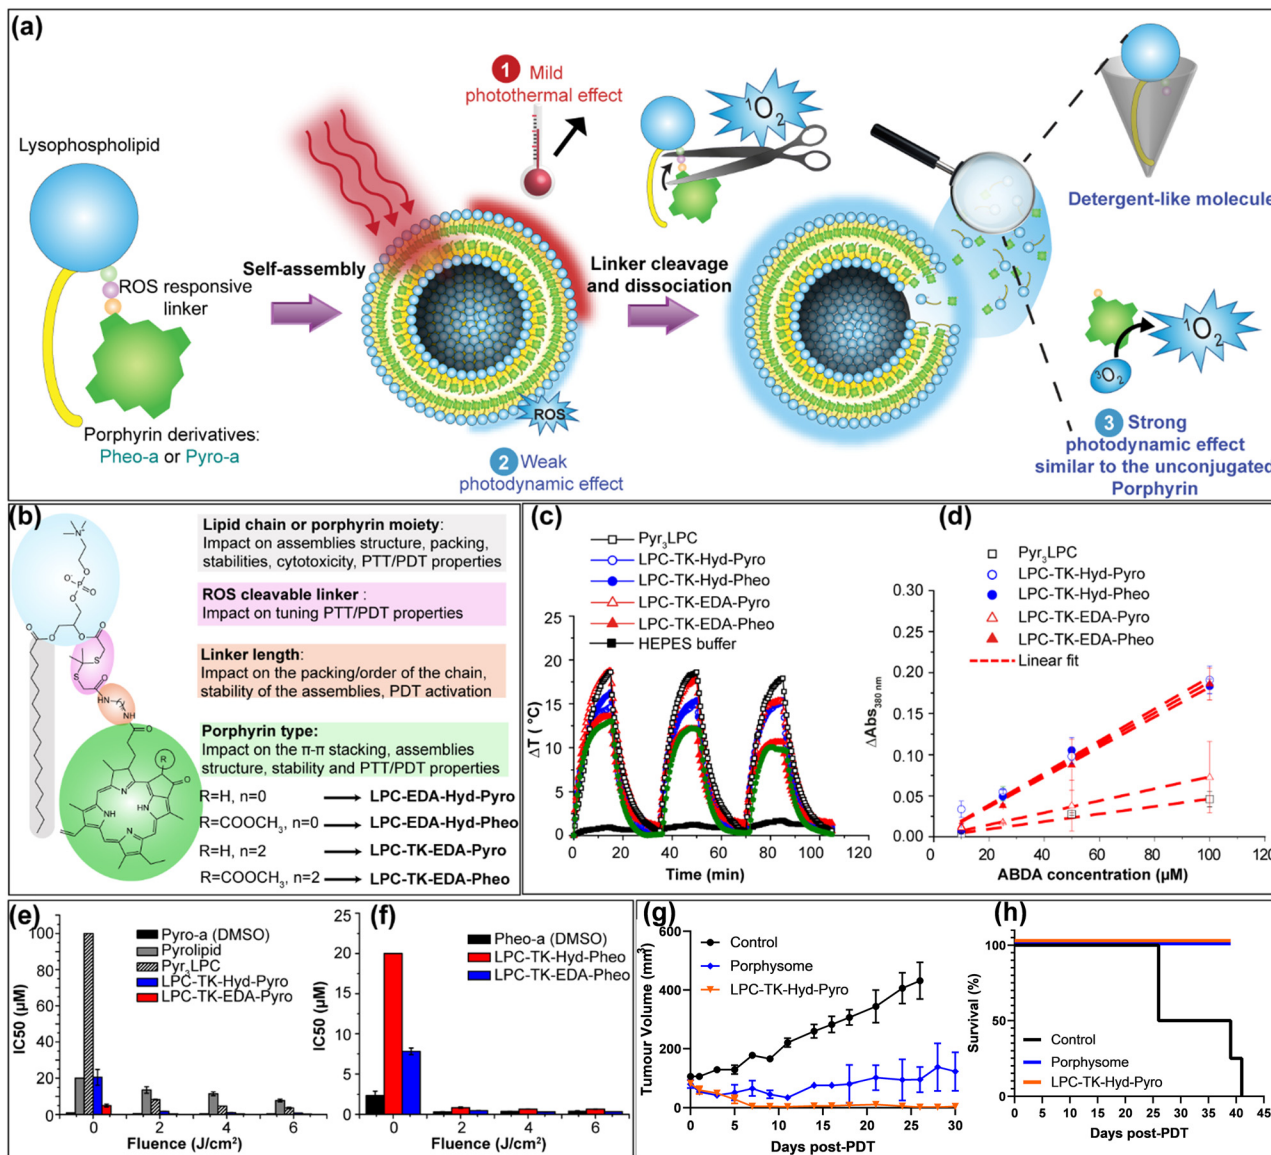 (a)
1 Mild
photothermal effect
¹O₂
Lysophospholipid
ROS responsive
linker
Self-assembly
Linker cleavage
and dissociation
Detergent-like molecule
¹O₂
³O₂
ROS
Porphyrin derivatives:
Pheo-a or Pyro-a
2 Weak
photodynamic effect
3 Strong
photodynamic effect
similar to the unconjugated
Porphyrin
(b)
Lipid chain or porphyrin moiety:
Impact on assemblies structure, packing,
stabilities, cytotoxicity, PTT/PDT properties
ROS cleavable linker :
Impact on tuning PTT/PDT properties
Linker length:
Impact on the packing/order of the chain,
stability of the assemblies, PDT activation
Porphyrin type:
Impact on the π-π stacking, assemblies
structure, stability and PTT/PDT properties
R=H, n=0 LPC-EDA-Hyd-Pyro
R=COOCH₃, n=0 LPC-EDA-Hyd-Pheo
R=H, n=2 LPC-TK-EDA-Pyro
R=COOCH₃, n=2 LPC-TK-EDA-Pheo
N⁺
O
O⁻ P O
O
O
O O
S
S
O HN
HN
O
R
O
NH N
N HN
(c)
Pyr₃LPC
LPC-TK-Hyd-Pyro
LPC-TK-Hyd-Pheo
LPC-TK-EDA-Pyro
LPC-TK-EDA-Pheo
HEPES buffer
ΔT (°C)
25
20
15
10
5
0
0 20 40 60 80 100 120
Time (min)
(d)
Pyr₃LPC
LPC-TK-Hyd-Pyro
LPC-TK-Hyd-Pheo
LPC-TK-EDA-Pyro
LPC-TK-EDA-Pheo
Linear fit
ΔAbs₃₈₀ ₙₘ
0.30
0.25
0.20
0.15
0.10
0.05
0.00
0 20 40 60 80 100 120
ABDA concentration (μM)
(e)
Pyro-a (DMSO)
Pyrolipid
Pyr₃LPC
LPC-TK-Hyd-Pyro
LPC-TK-EDA-Pyro
IC50 (μM)
100
80
60
40
20
0
0 2 4 6
Fluence (J/cm²)
(f)
Pheo-a (DMSO)
LPC-TK-Hyd-Pheo
LPC-TK-EDA-Pheo
IC50 (μM)
25
20
15
10
5
0
0 2 4 6
Fluence (J/cm²)
(g)
Control
Porphysome
LPC-TK-Hyd-Pyro
Tumour Volume (mm³)
600
400
200
0
0 5 10 15 20 25 30
Days post-PDT
(h)
Survival (%)
100
50
0
Control
Porphysome
LPC-TK-Hyd-Pyro
0 5 10 15 20 25 30 35 40 45
Days post-PDT